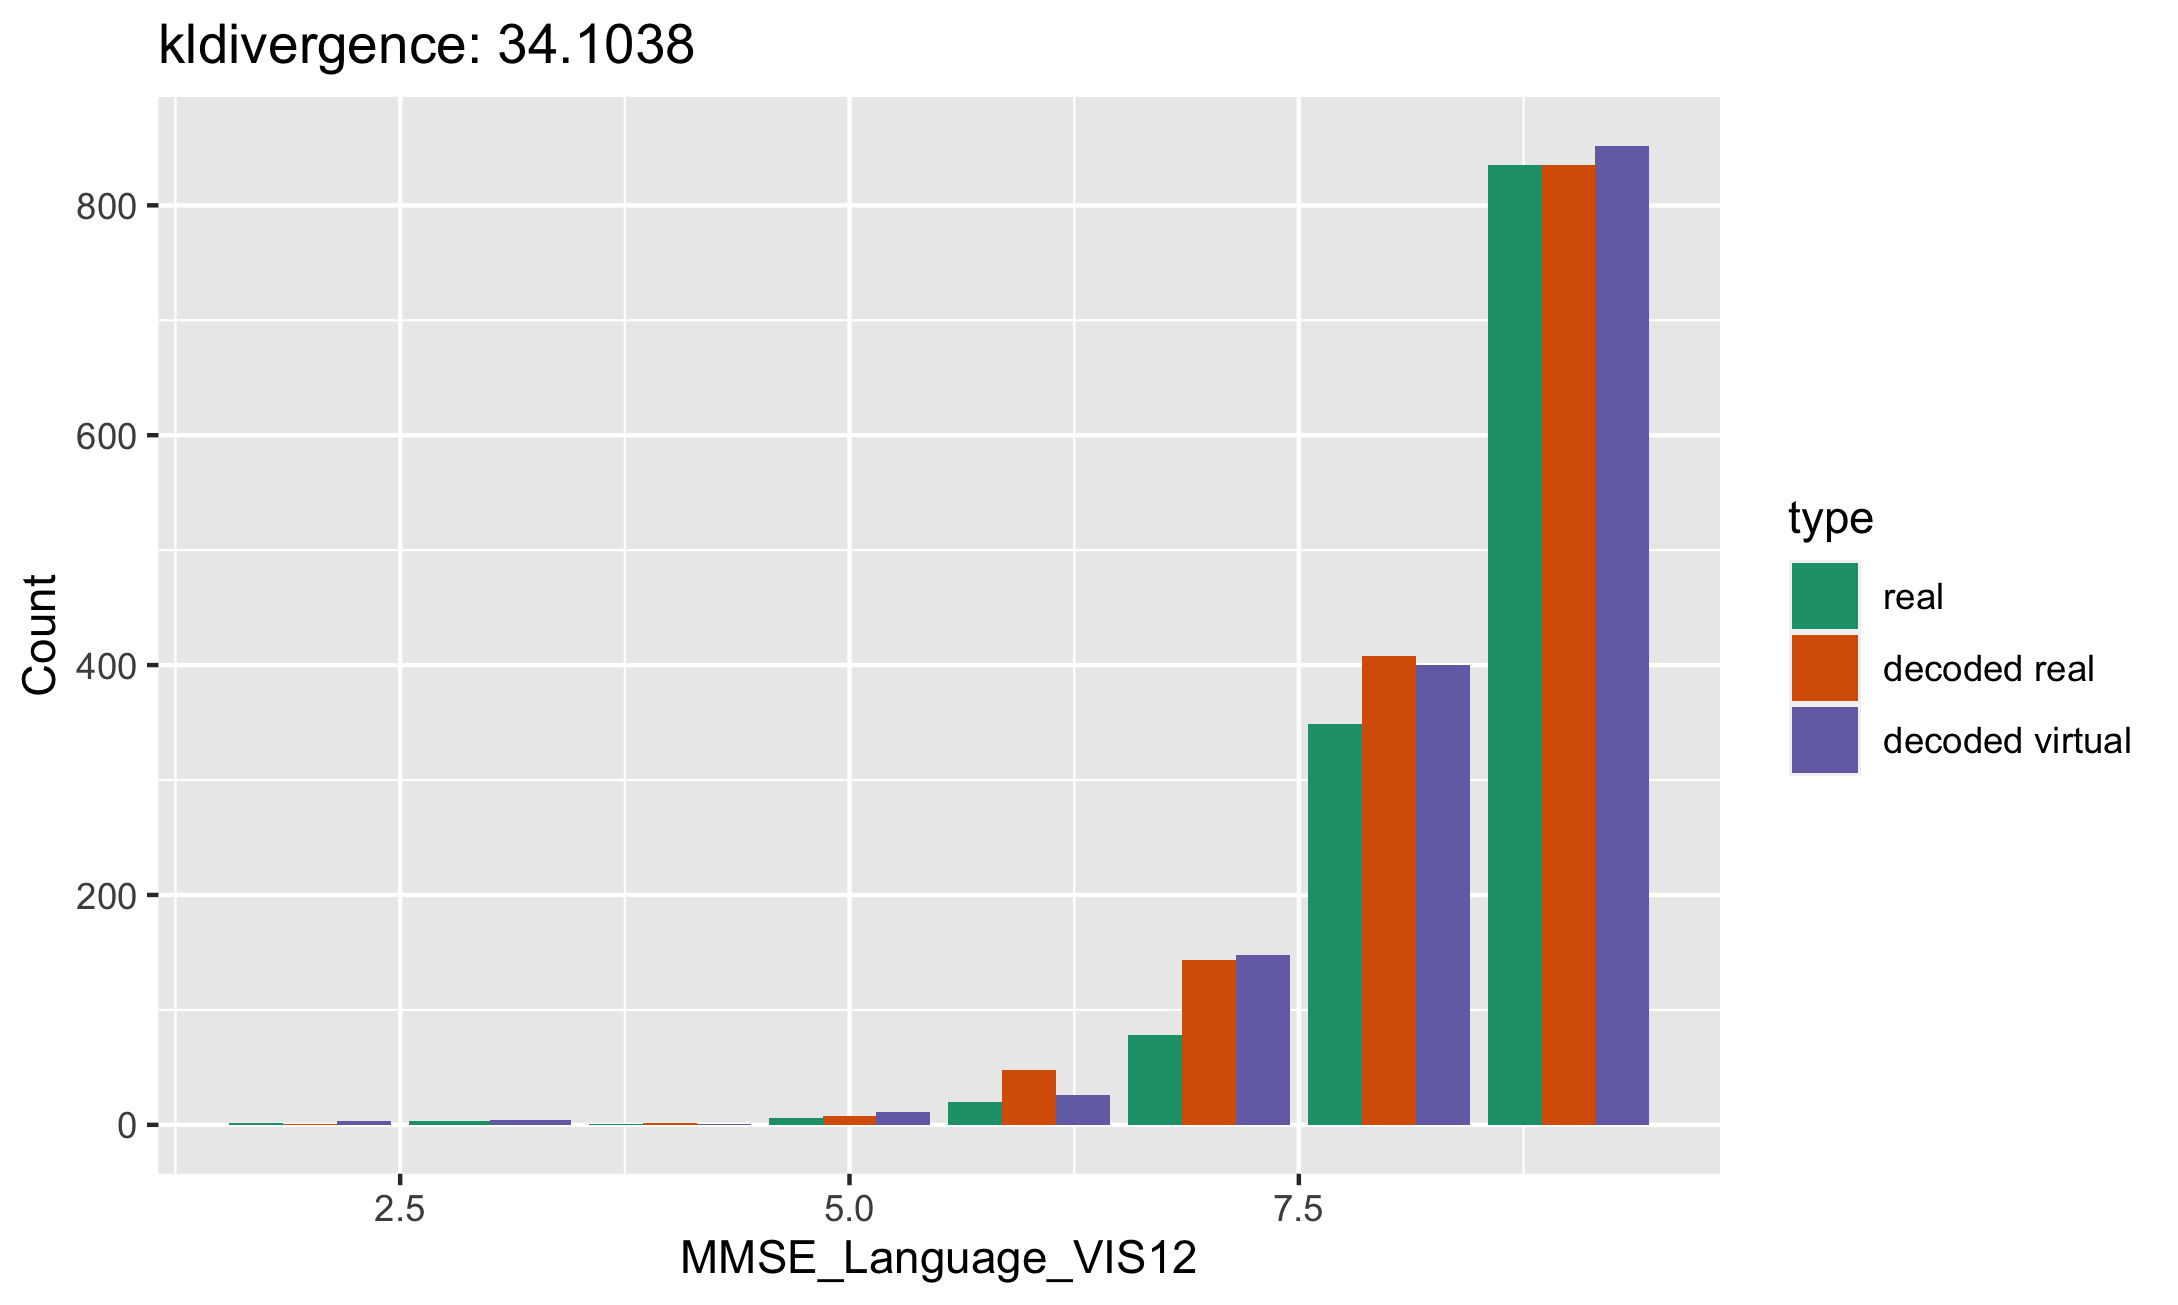 kldivergence: 34.1038
800
600
400
200
0
Count
2.5 5.0 7.5
MMSE_Language_VIS12
type
real
decoded real
decoded virtual